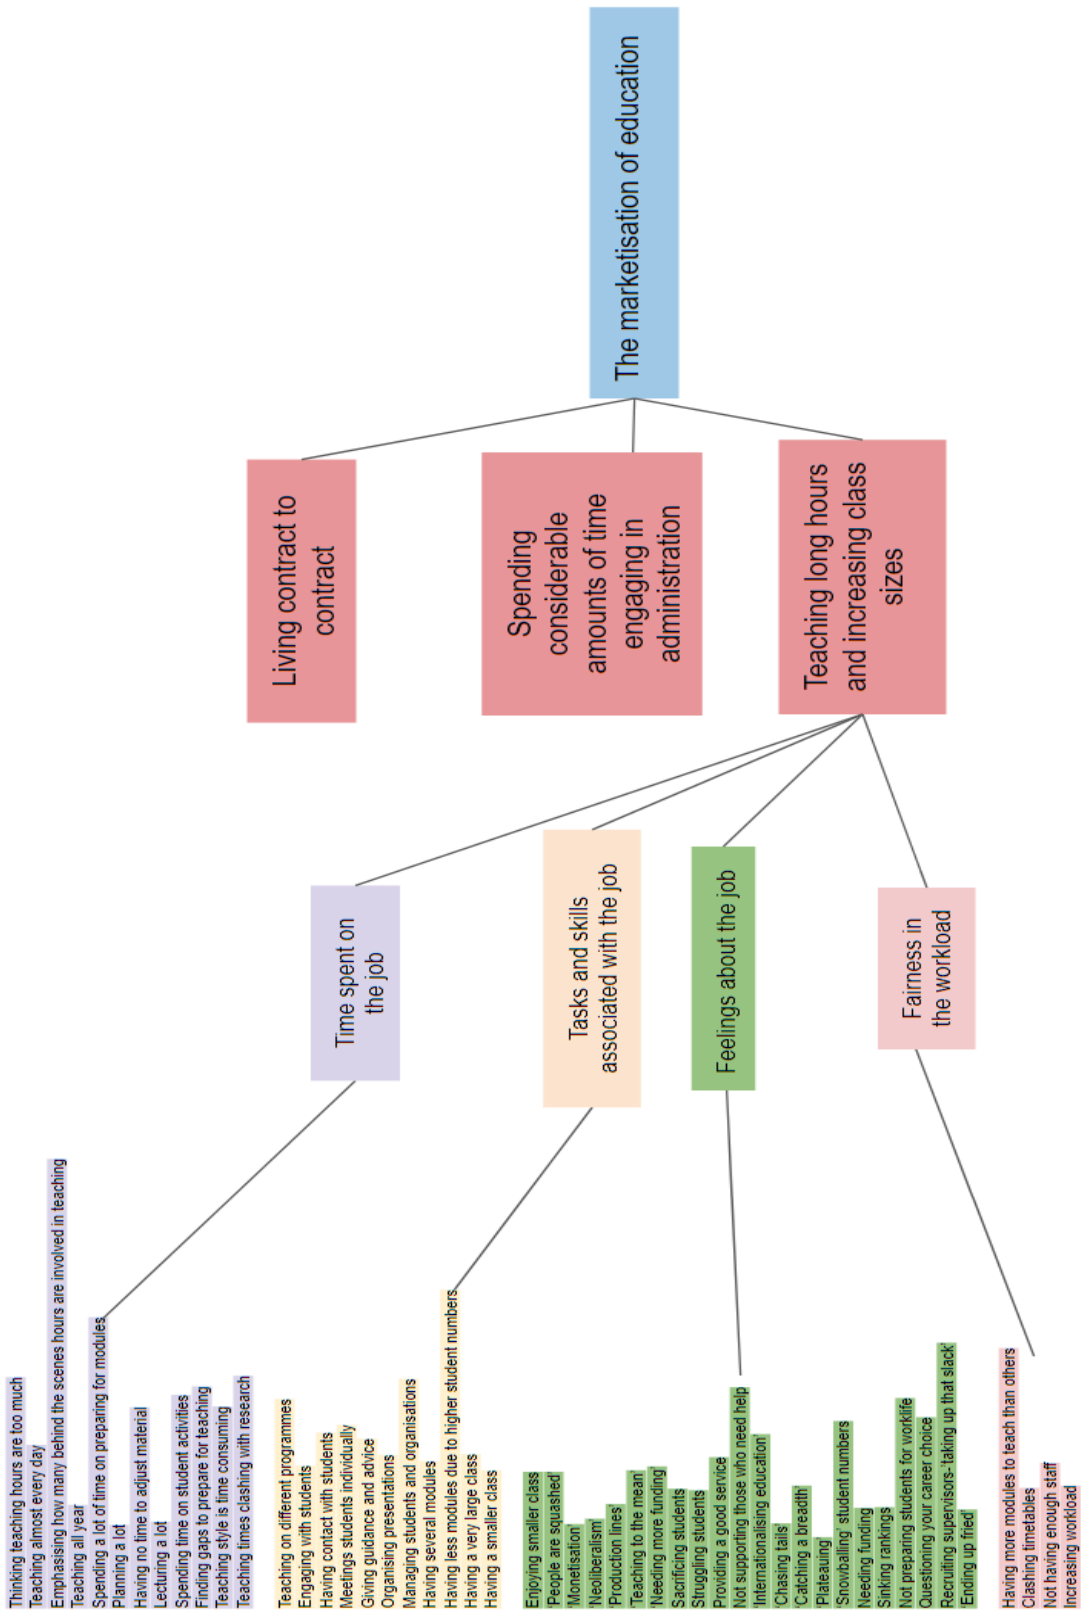 Thinking teaching hours are too much
Teaching almost every day
Emphasising how many behind the scenes hours are involved in teaching
Teaching all year
Spending a lot of time on preparing for modules
Planning a lot
Having no time to adjust material
Lecturing a lot
Spending time on student activities
Finding gaps to prepare for teaching
Teaching style is time consuming
Teaching times clashing with research
Teaching on different programmes
Engaging with students
Having contact with students
Meetings students individually
Giving guidance and advice
Organising presentations
Managing students and organisations
Having several modules
Having less modules due to higher student numbers
Having a very large class
Having a smaller class
Enjoying smaller class
'People are squashed'
'Monetisation'
'Neoliberalism'
'Production lines'
'Teaching to the mean'
'Needing more funding'
Sacrificing students
Struggling students
Providing a good service
Not supporting those who need help
'Internationalising education'
'Chasing tails'
'Catching a breadth'
'Plateauing'
'Snowballing' student numbers
Needing funding
Sinking rankings
Not preparing students for worklife
Questioning your career choice
Recruiting supervisors-'taking up that slack'
'Ending up fried'
Having more modules to teach than others
Clashing timetables
Not having enough staff
Increasing workload
Time spent on
the job
Tasks and skills
associated with the job
Feelings about the job
Fairness in
the workload
Living contract to
contract
Spending
considerable
amounts of time
engaging in
administration
Teaching long hours
and increasing class
sizes
The marketisation of education